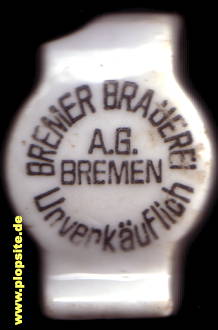 BREMER BRAUEREI
A.G.
BREMEN
Unverkäuflich
www.plopsite.de